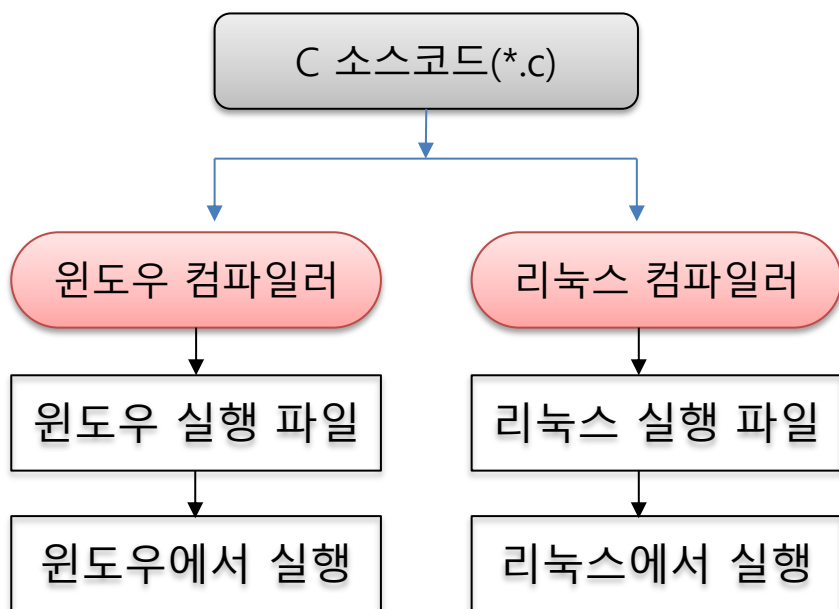 C 소스코드(*.c)
윈도우 컴파일러
리눅스 컴파일러
윈도우 실행 파일
리눅스 실행 파일
윈도우에서 실행
리눅스에서 실행